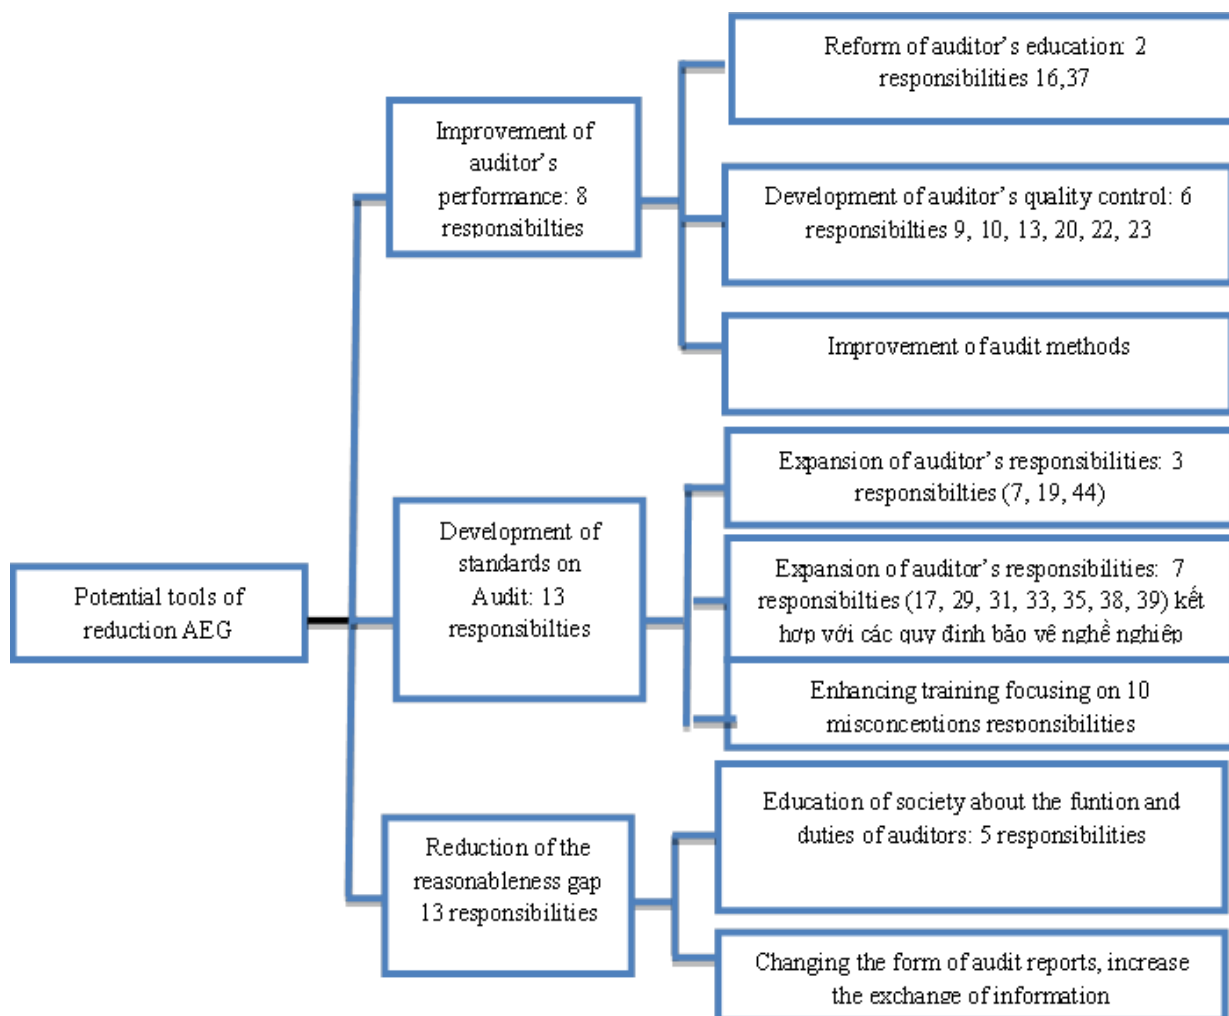 Reform of auditor's education: 2
responsibilities 16,37
Improvement of
auditor's
performance: 8
responsibilties
Development of auditor's quality control: 6
responsibilties 9, 10, 13, 20, 22, 23
Improvement of audit methods
Expansion of auditor's responsibilities: 3
responsibilties (7, 19, 44)
Development of
standards on
Audit: 13
responsibilties
Potential tools of
reduction AEG
Expansion of auditor's responsibilities: 7
responsibilties (17, 29, 31, 33, 35, 38, 39) kết
hợp với các quy định bảo vệ nghề nghiệp
Enhancing training focusing on 10
misconceptions responsibilities
Education of society about the funtion and
duties of auditors: 5 responsibilities
Reduction of the
reasonableness gap
13 responsibilities
Changing the form of audit reports, increase
the exchange of information